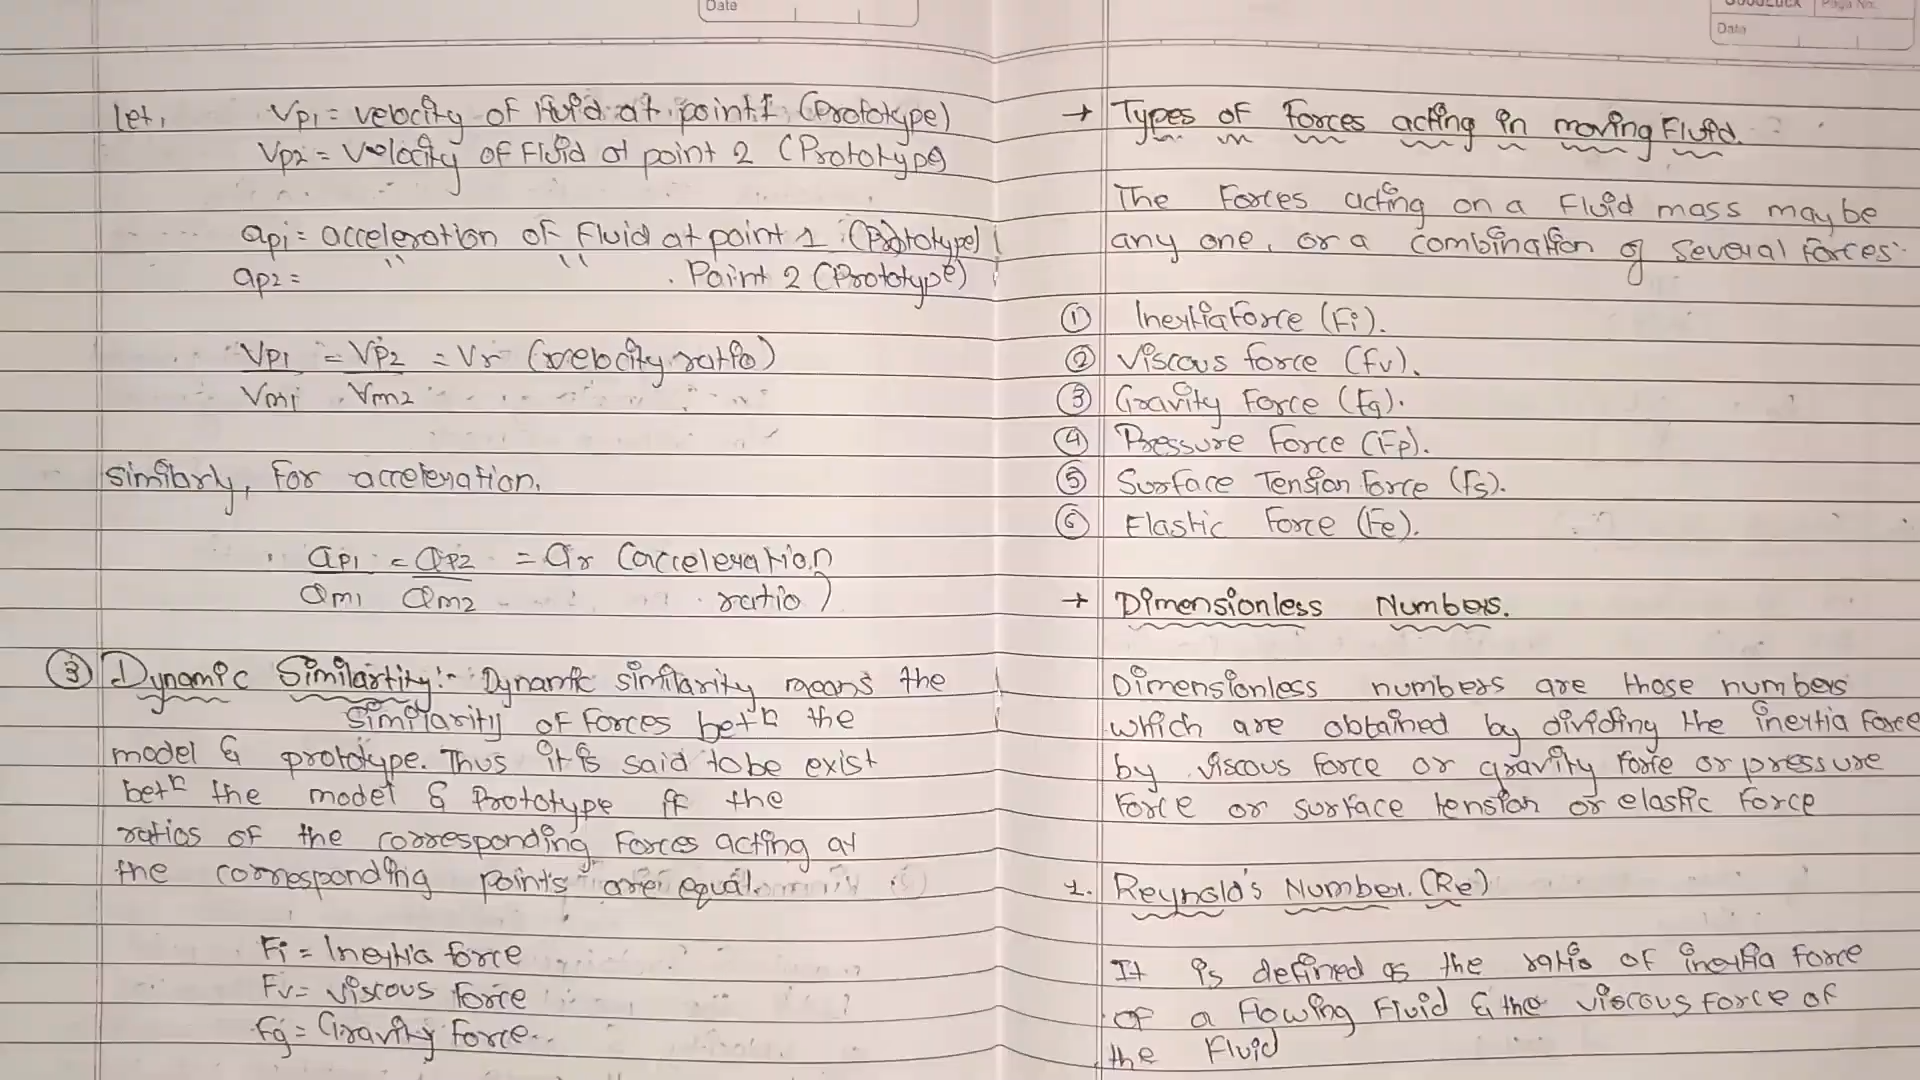 Date
let, Vp1 = velocity of fluid at point 1 (Prototype)
Vp2 = Velocity of Fluid at point 2 (Prototype)
ap1 = acceleration of fluid at point 1 (Prototype)
ap2 = " " Point 2 (Prototype)
Vp1 = Vp2 = Vr (velocity ratio)
Vm1 Vm2
similarly, for acceleration,
ap1 = ap2 = ar (acceleration
am1 am2 ratio)
③ Dynamic Similartity:- Dynamic similarity means the
similarity of forces betn the
model & prototype. Thus it is said to be exist
betn the model & Prototype if the
ratios of the corresponding Forces acting at
the corresponding points are equal.
Fi = Inertia force
Fv = viscous force
Fg = Gravity force..
GOODLUCK Page No.
Date
→ Types of forces acting in moving Fluid.
The Forces acting on a Fluid mass may be
any one, or a combination of several forces:
① Inertia force (Fi).
② Viscous force (fv).
③ Gravity Force (Fg).
④ Pressure Force (Fp).
⑤ Surface Tension Force (Fs).
⑥ Elastic Force (Fe).
→ Dimensionless Numbers.
Dimensionless numbers are those numbers
which are obtained by dividing the inertia force
by viscous force or gravity force or pressure
force or surface tension or elastic force
1. Reynold's Number. (Re)
It is defined as the ratio of inertia force
of a flowing Fluid & the viscous force of
the Fluid